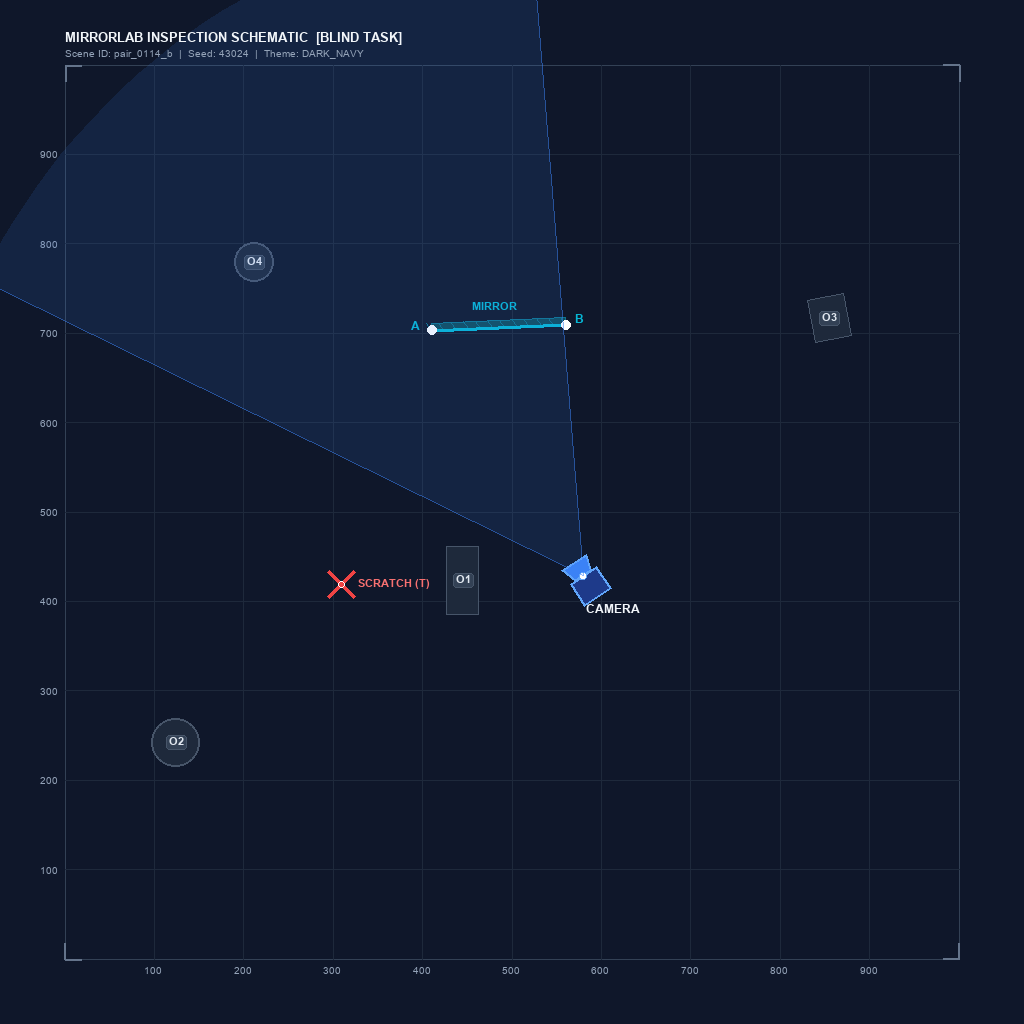 MIRRORLAB INSPECTION SCHEMATIC [BLIND TASK]
Scene ID: pair_0114_b | Seed: 43024 | Theme: DARK_NAVY
900
800
O4
MIRROR
A
B
O3
700
600
500
O1
SCRATCH (T)
400
CAMERA
300
O2
200
100
100 200 300 400 500 600 700 800 900